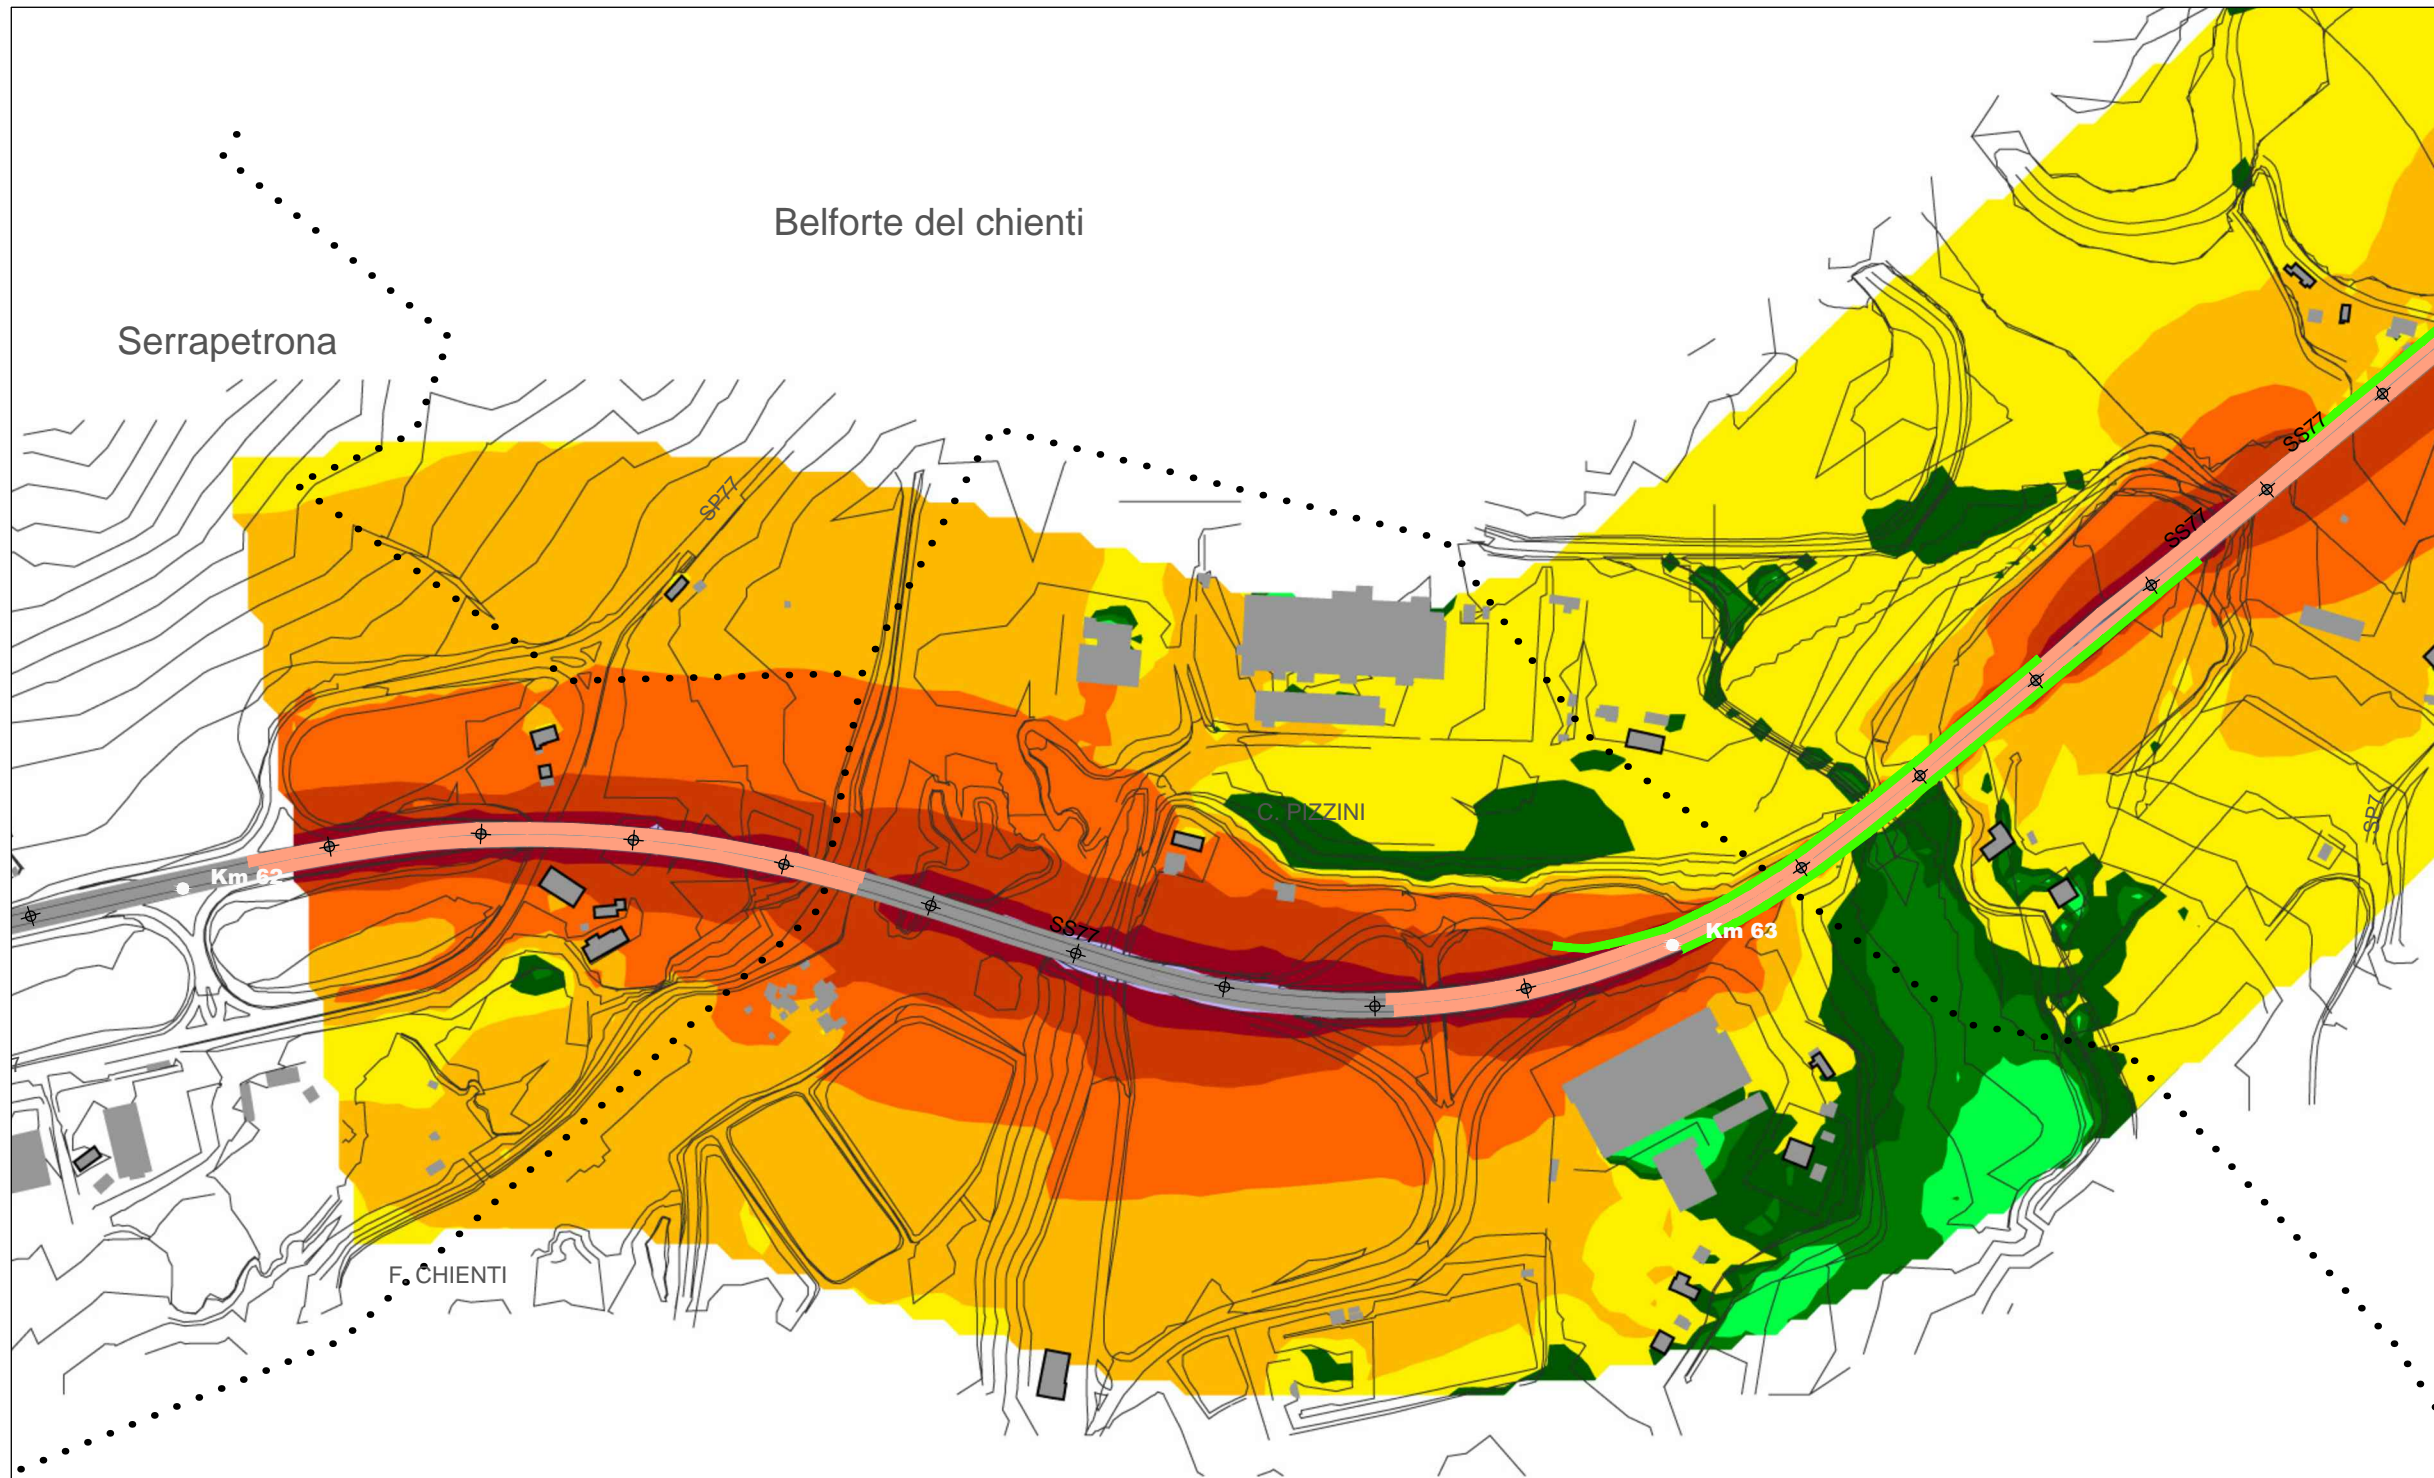 Belforte del chienti
Serrapetrona
SS77
SP77
SS77
C. PIZZINI
SP7
Km 62
SS77
Km 63
F. CHIENTI